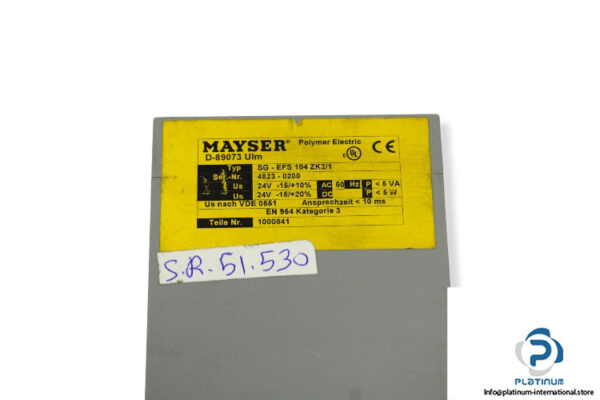 MAYSER® Polymer Electric
D-89073 Ulm
c UL CE
Typ SG - EFS 104 ZK2/1
Ser.-Nr. 4823 - 0200
Us 24V -15/+10% AC 50 Hz P < 5 VA
Us 24V -15/+20% DC P < 5 W
Us nach VDE 0551 Ansprechzeit < 10 ms
EN 954 Kategorie 3
Teile Nr. 1000841
S.R.51.530
PLATINUM
Info@platinum-international.store